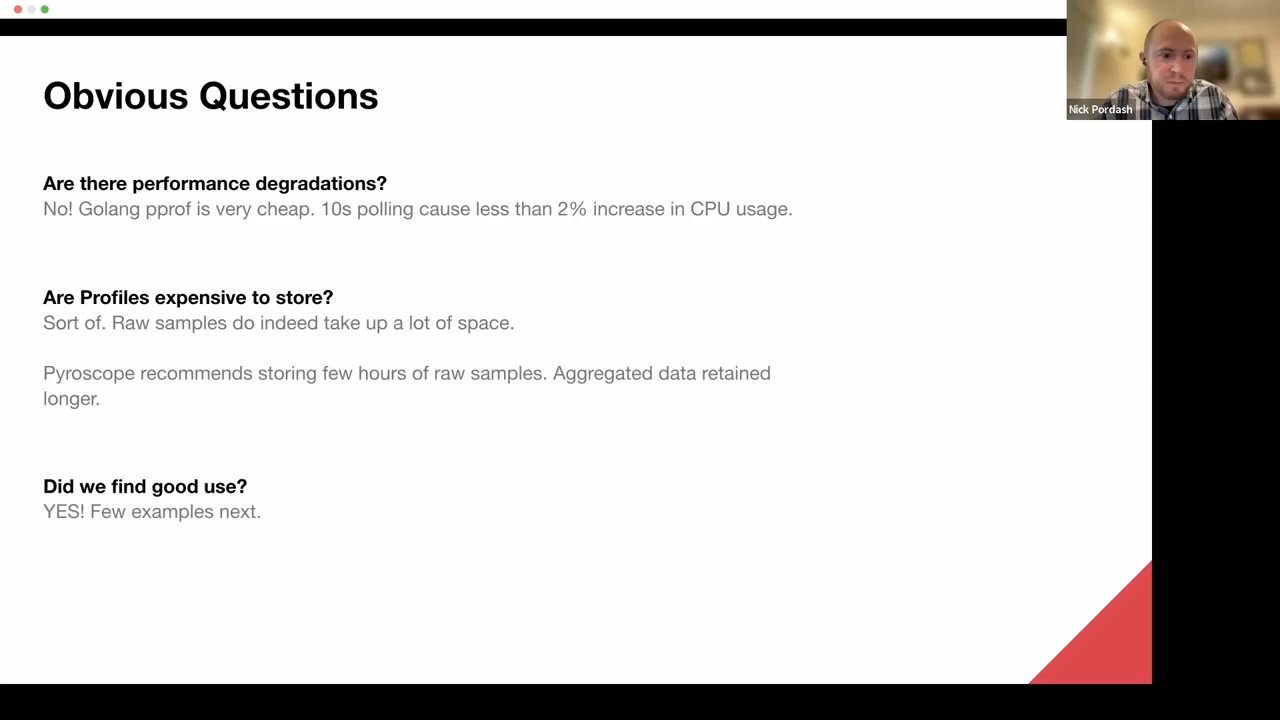 Obvious Questions
Nick Pordash
Are there performance degradations?
No! Golang pprof is very cheap. 10s polling cause less than 2% increase in CPU usage.
Are Profiles expensive to store?
Sort of. Raw samples do indeed take up a lot of space.
Pyroscope recommends storing few hours of raw samples. Aggregated data retained
longer.
Did we find good use?
YES! Few examples next.